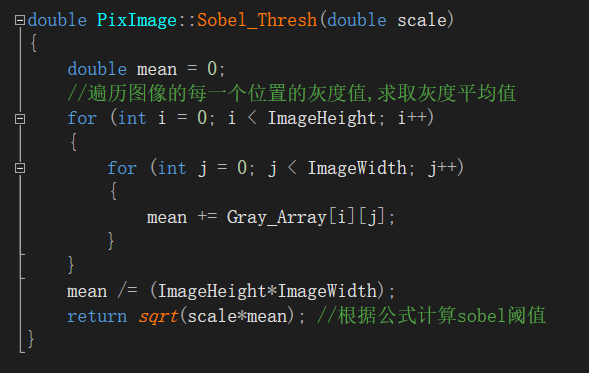 double PixImage::Sobel_Thresh(double scale)
{
double mean = 0;
//遍历图像的每一个位置的灰度值,求取灰度平均值
for (int i = 0; i < ImageHeight; i++)
{
for (int j = 0; j < ImageWidth; j++)
{
mean += Gray_Array[i][j];
}
}
mean /= (ImageHeight*ImageWidth);
return sqrt(scale*mean); //根据公式计算sobel阈值
}